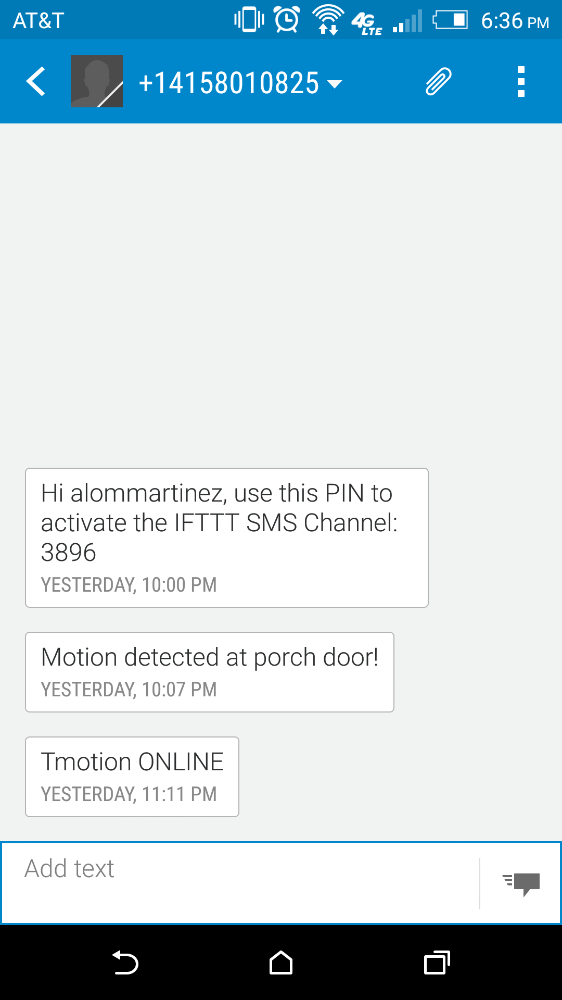 AT&T 4G LTE 6:36 PM
+14158010825
Hi alommartinez, use this PIN to
activate the IFTTT SMS Channel:
3896
YESTERDAY, 10:00 PM
Motion detected at porch door!
YESTERDAY, 10:07 PM
Tmotion ONLINE
YESTERDAY, 11:11 PM
Add text